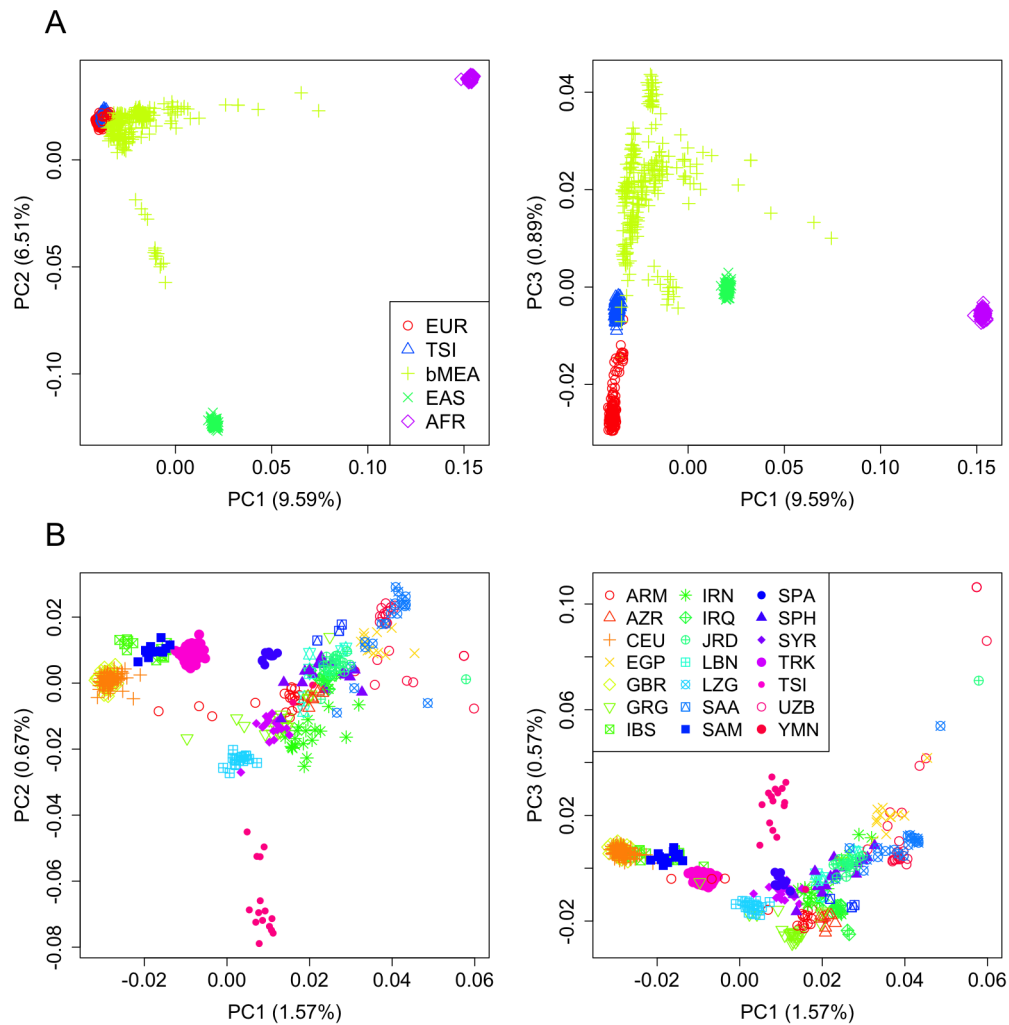 A
PC2 (6.51%)
0.00
-0.05
-0.10
0.00 0.05 0.10 0.15
PC1 (9.59%)
EUR
TSI
bMEA
EAS
AFR
PC3 (0.89%)
0.04
0.02
0.00
-0.02
0.00 0.05 0.10 0.15
PC1 (9.59%)
B
PC2 (0.67%)
0.02
0.00
-0.02
-0.04
-0.06
-0.08
-0.02 0.00 0.02 0.04 0.06
PC1 (1.57%)
PC3 (0.57%)
0.10
0.06
0.02
-0.02
ARM IRN SPA
AZR IRQ SPH
CEU JRD SYR
EGP LBN TRK
GBR LZG TSI
GRG SAA UZB
IBS SAM YMN
-0.02 0.00 0.02 0.04 0.06
PC1 (1.57%)